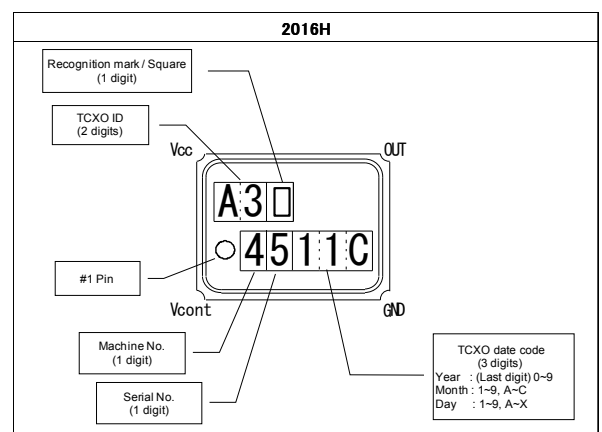 2016H
Recognition mark / Square
(1 digit)
TCXO ID
(2 digits)
Vcc
OUT
A3□
4511C
#1 Pin
Vcont
GND
Machine No.
(1 digit)
Serial No.
(1 digit)
TCXO date code
(3 digits)
Year : (Last digit) 0~9
Month : 1~9, A~C
Day : 1~9, A~X